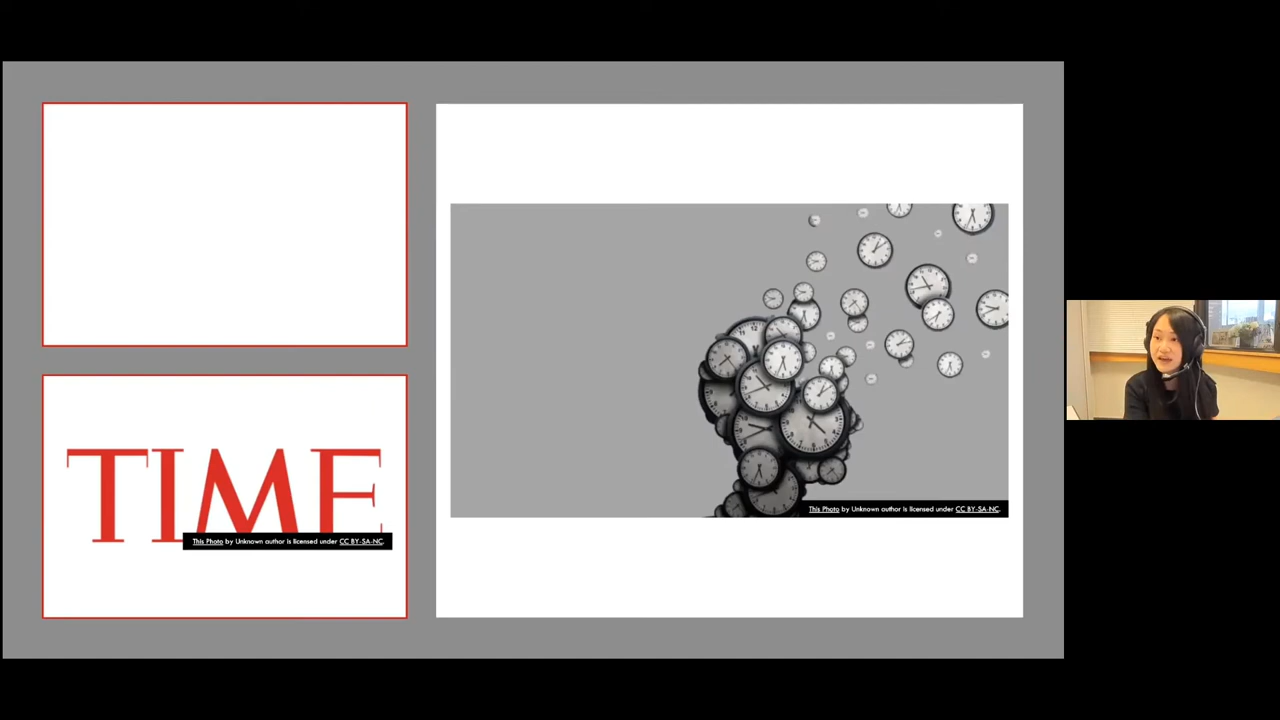 TIME
This Photo by Unknown author is licensed under CC BY-SA-NC.
This Photo by Unknown author is licensed under CC BY-SA-NC.